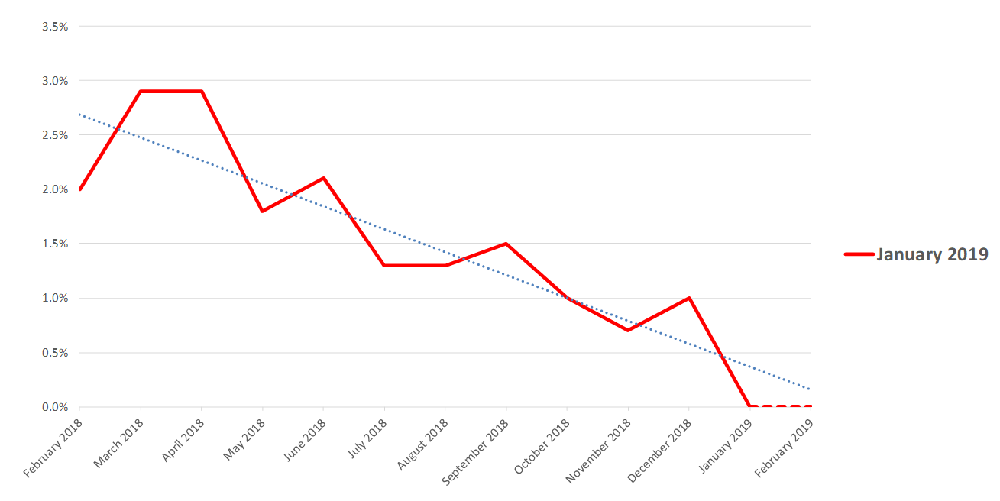 3.5%
3.0%
2.5%
2.0%
1.5%
1.0%
0.5%
0.0%
February 2018
March 2018
April 2018
May 2018
June 2018
July 2018
August 2018
September 2018
October 2018
November 2018
December 2018
January 2019
February 2019
January 2019